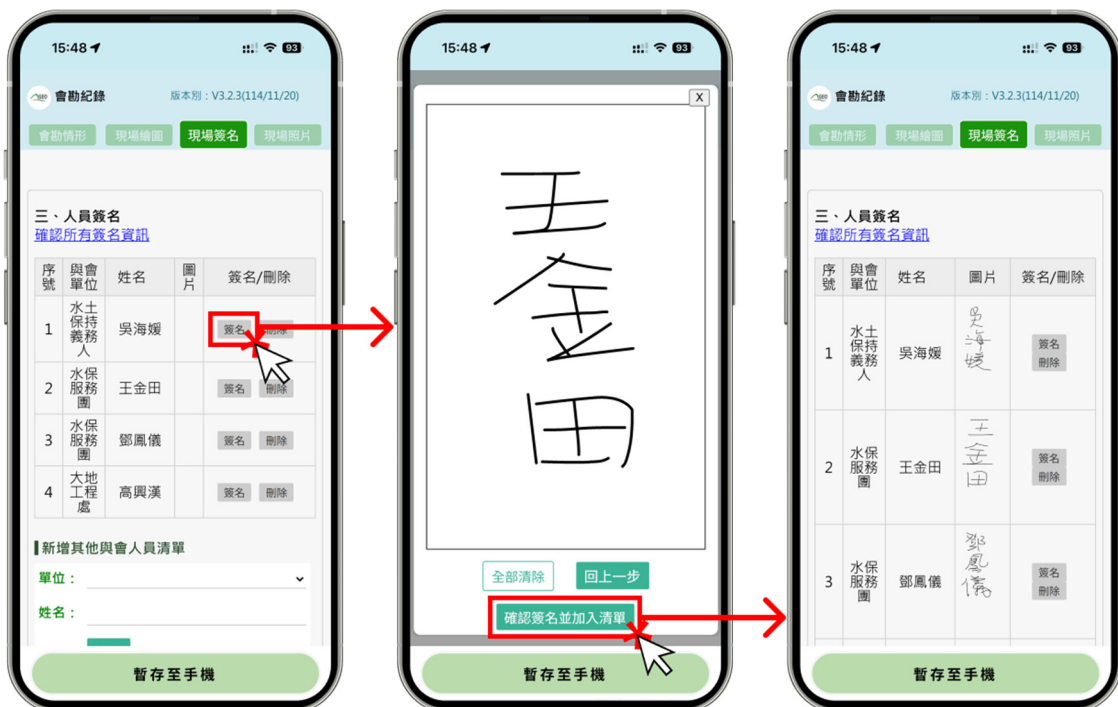 15:48
93
會勘紀錄
版本別：V3.2.3(114/11/20)
會勘情形 現場繪圖 現場簽名 現場照片
三、人員簽名
確認所有簽名資訊
序號 與會單位 姓名 圖片 簽名/刪除
1 水土保持義務人 吳海媛 簽名 刪除
2 水保服務團 王金田 簽名 刪除
3 水保服務團 鄧鳳儀 簽名 刪除
4 大地工程處 高興漢 簽名 刪除
新增其他與會人員清單
單位：
姓名：
暫存至手機
15:48
93
X
王金田
全部清除 回上一步
確認簽名並加入清單
暫存至手機
15:48
93
會勘紀錄
版本別：V3.2.3(114/11/20)
會勘情形 現場繪圖 現場簽名 現場照片
三、人員簽名
確認所有簽名資訊
序號 與會單位 姓名 圖片 簽名/刪除
1 水土保持義務人 吳海媛 吳海媛 簽名 刪除
2 水保服務團 王金田 王金田 簽名 刪除
3 水保服務團 鄧鳳儀 鄧鳳儀 簽名 刪除
暫存至手機